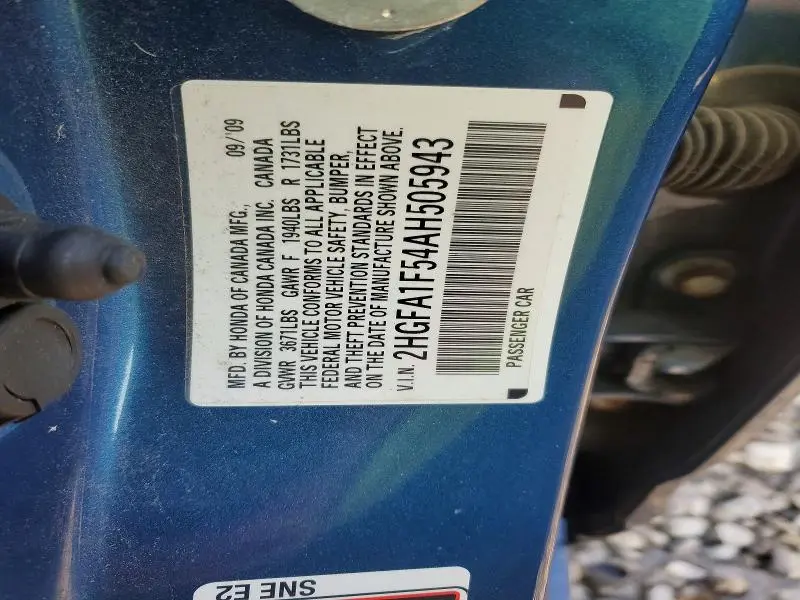 MFD. BY HONDA OF CANADA MFG., 09/'09
A DIVISION OF HONDA CANADA INC. CANADA
GVWR 3671LBS GAWR F 1940LBS R 1731LBS
THIS VEHICLE CONFORMS TO ALL APPLICABLE
FEDERAL MOTOR VEHICLE SAFETY, BUMPER,
AND THEFT PREVENTION STANDARDS IN EFFECT
ON THE DATE OF MANUFACTURE SHOWN ABOVE.
V.I.N. 2HGFA1F54AH505943
PASSENGER CAR
SNE E2